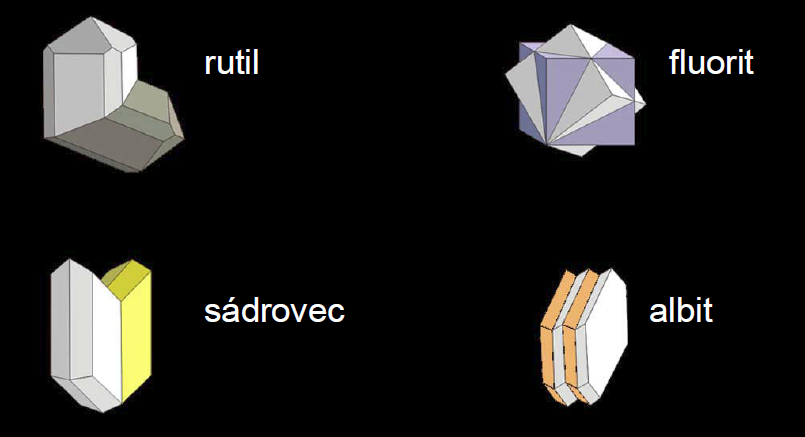 rutil
fluorit
sádrovec
albit